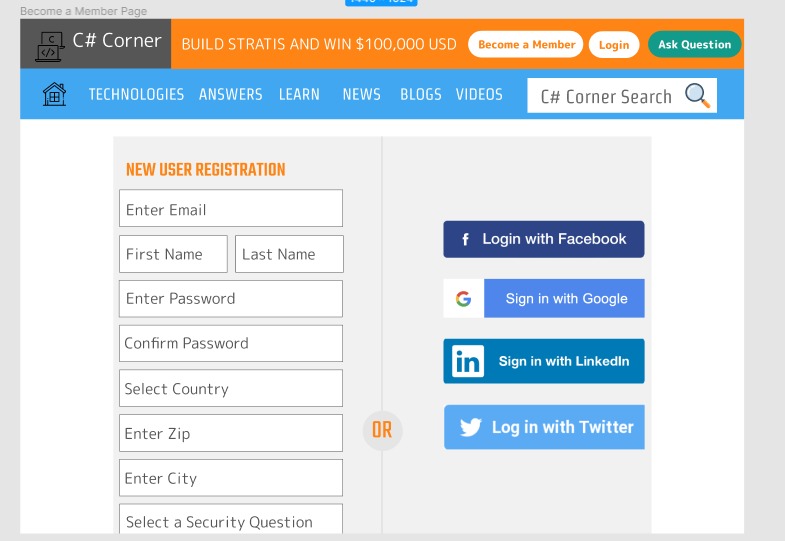 Become a Member Page
C# Corner
BUILD STRATIS AND WIN $100,000 USD
Become a Member
Login
Ask Question
TECHNOLOGIES ANSWERS LEARN NEWS BLOGS VIDEOS
C# Corner Search
NEW USER REGISTRATION
Enter Email
First Name
Last Name
Enter Password
Confirm Password
Select Country
Enter Zip
Enter City
Select a Security Question
OR
f Login with Facebook
G Sign in with Google
in Sign in with LinkedIn
Log in with Twitter